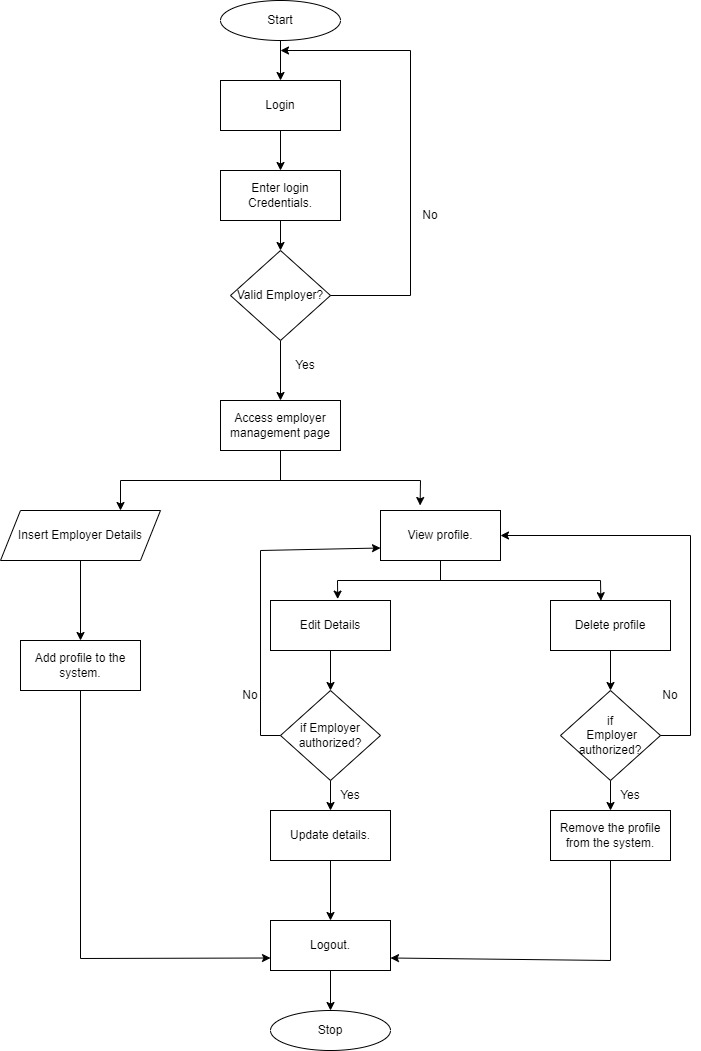 Start
Login
Enter login
Credentials.
No
Valid Employer?
Yes
Access employer
management page
Insert Employer Details
View profile.
Edit Details
Delete profile
Add profile to the
system.
No
No
if Employer
authorized?
if
Employer
authorized?
Yes
Yes
Update details.
Remove the profile
from the system.
Logout.
Stop